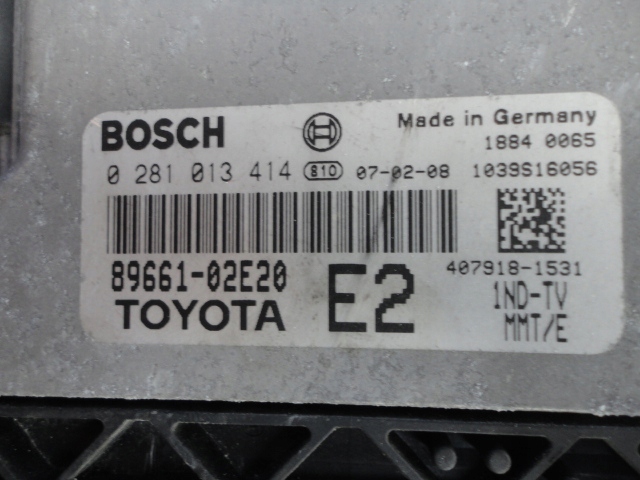 BOSCH
Made in Germany
1884 0065
0 281 013 414 S10 07-02-08 1039S16056
407918-1531
89661-02E20
TOYOTA
E2
1ND-TV
MMT/E